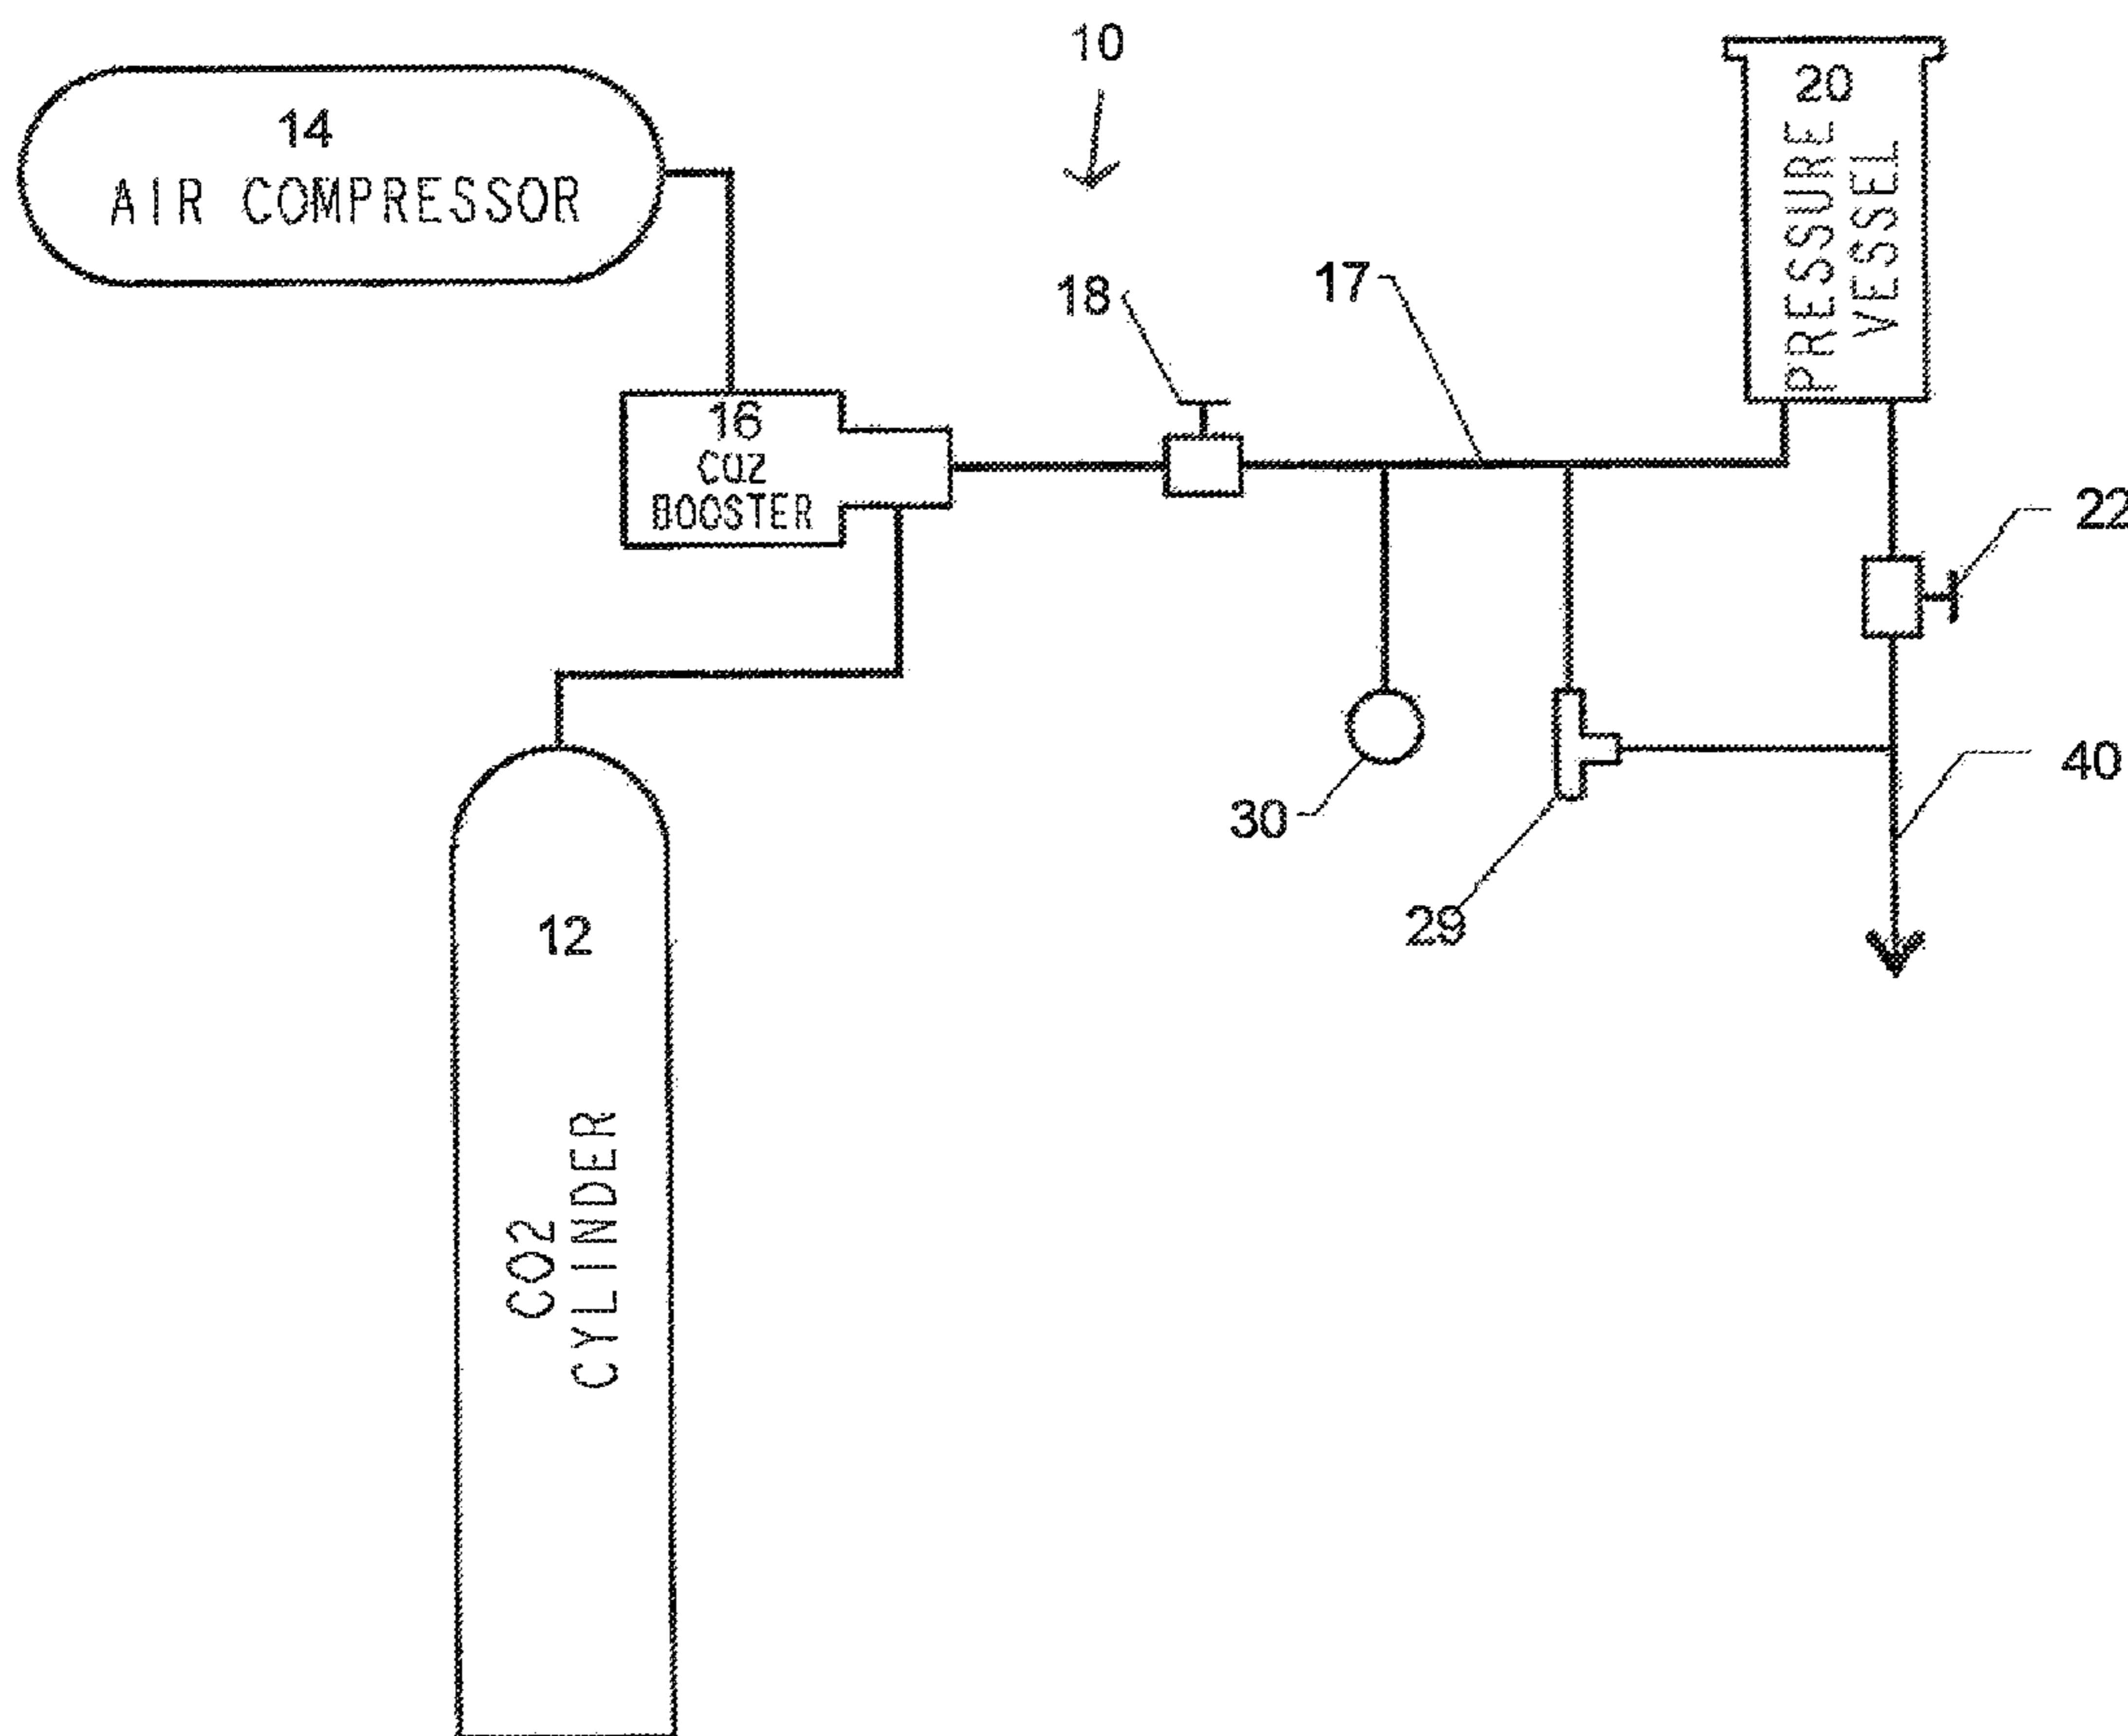 10
14
AIR COMPRESSOR
20
PRESSURE
VESSEL
18
17
16
CO2
BOOSTER
22
30
29
40
12
CO2
CYLINDER